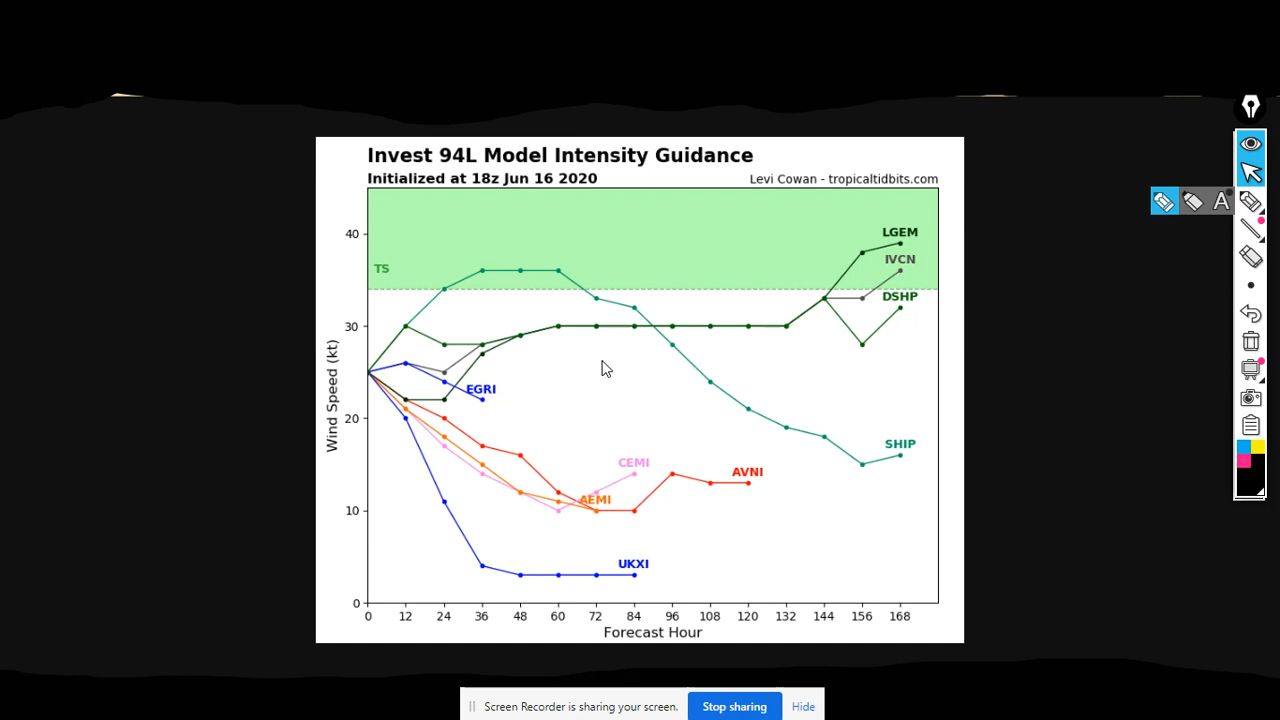 Invest 94L Model Intensity Guidance
Initialized at 18z Jun 16 2020
Levi Cowan - tropicaltidbits.com
A
LGEM
40
IVCN
TS
DSHP
30
Wind Speed (kt)
EGRI
20
SHIP
CEMI
AVNI
AEMI
10
UKXI
0
0 12 24 36 48 60 72 84 96 108 120 132 144 156 168
Forecast Hour
Screen Recorder is sharing your screen.
Stop sharing
Hide